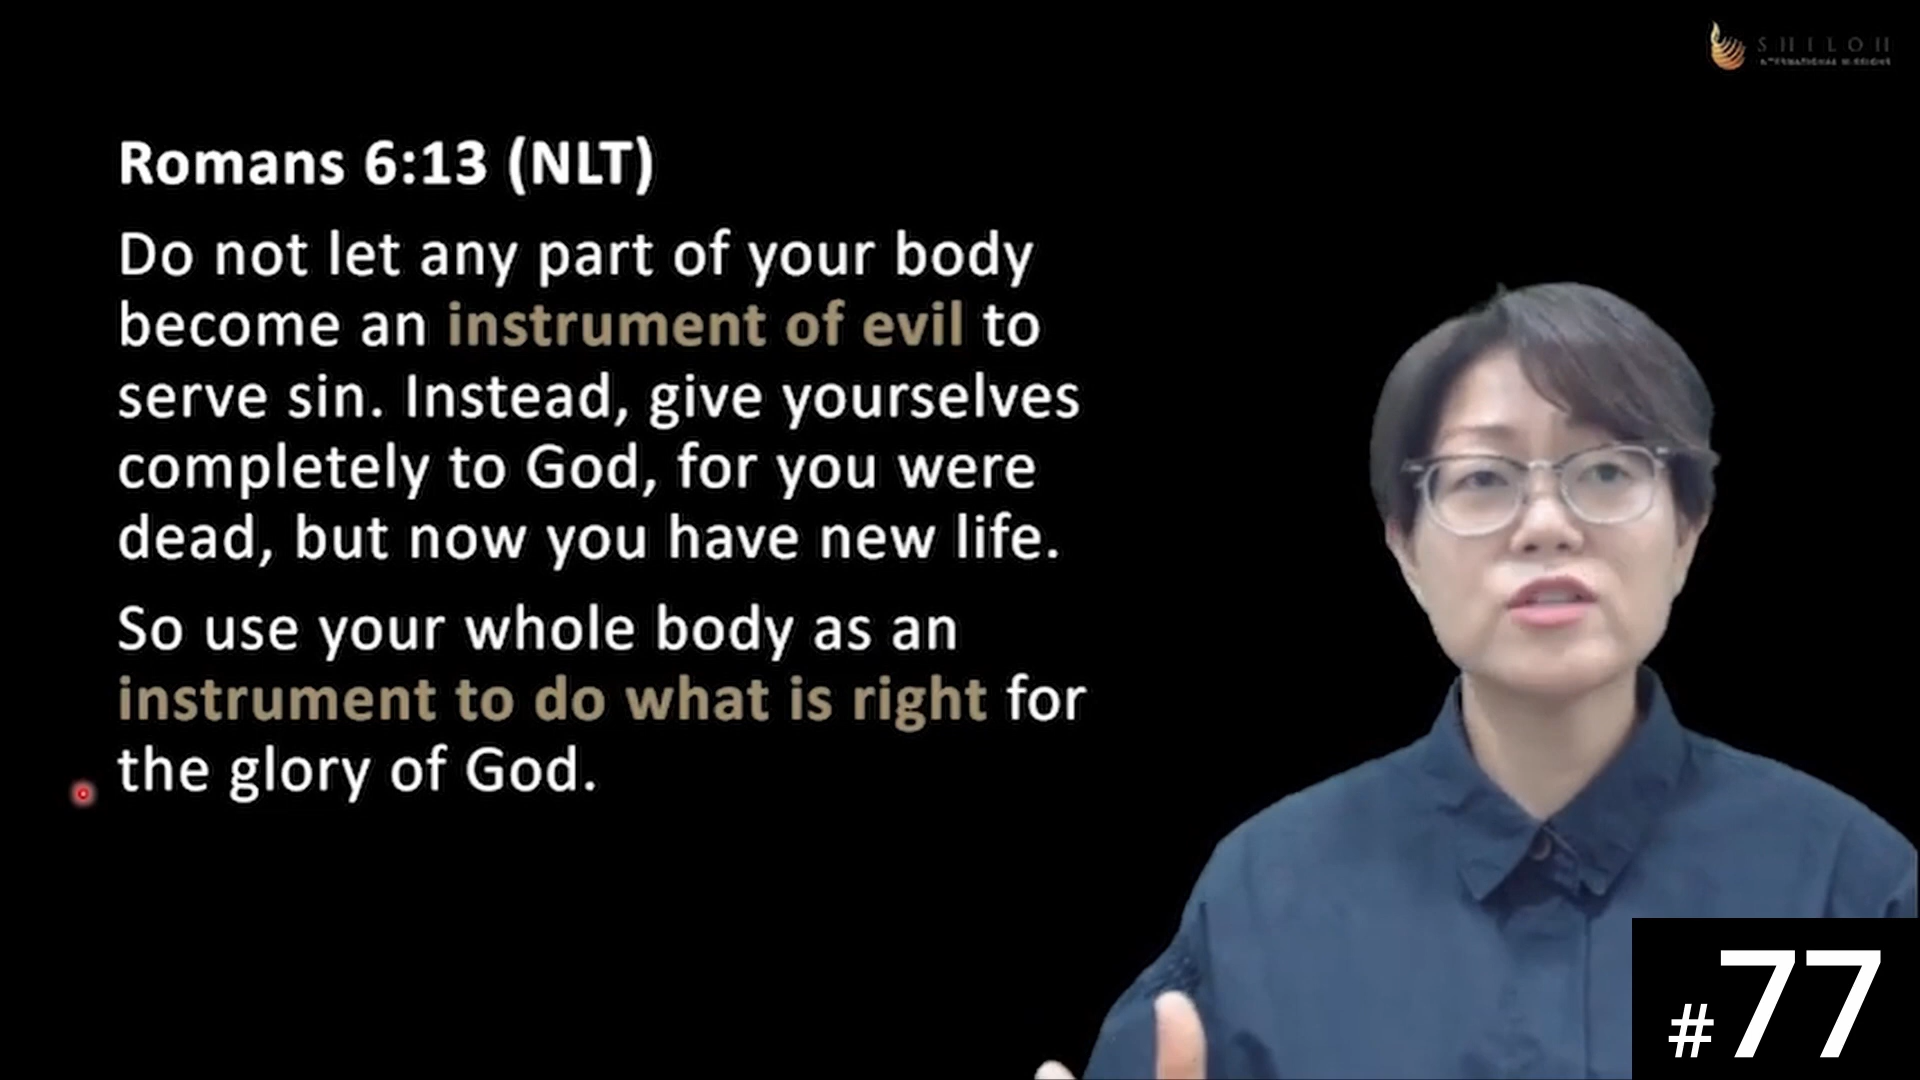 SHILOH
INTERNATIONAL MISSIONS
Romans 6:13 (NLT)
Do not let any part of your body
become an instrument of evil to
serve sin. Instead, give yourselves
completely to God, for you were
dead, but now you have new life.
So use your whole body as an
instrument to do what is right for
the glory of God.
#77